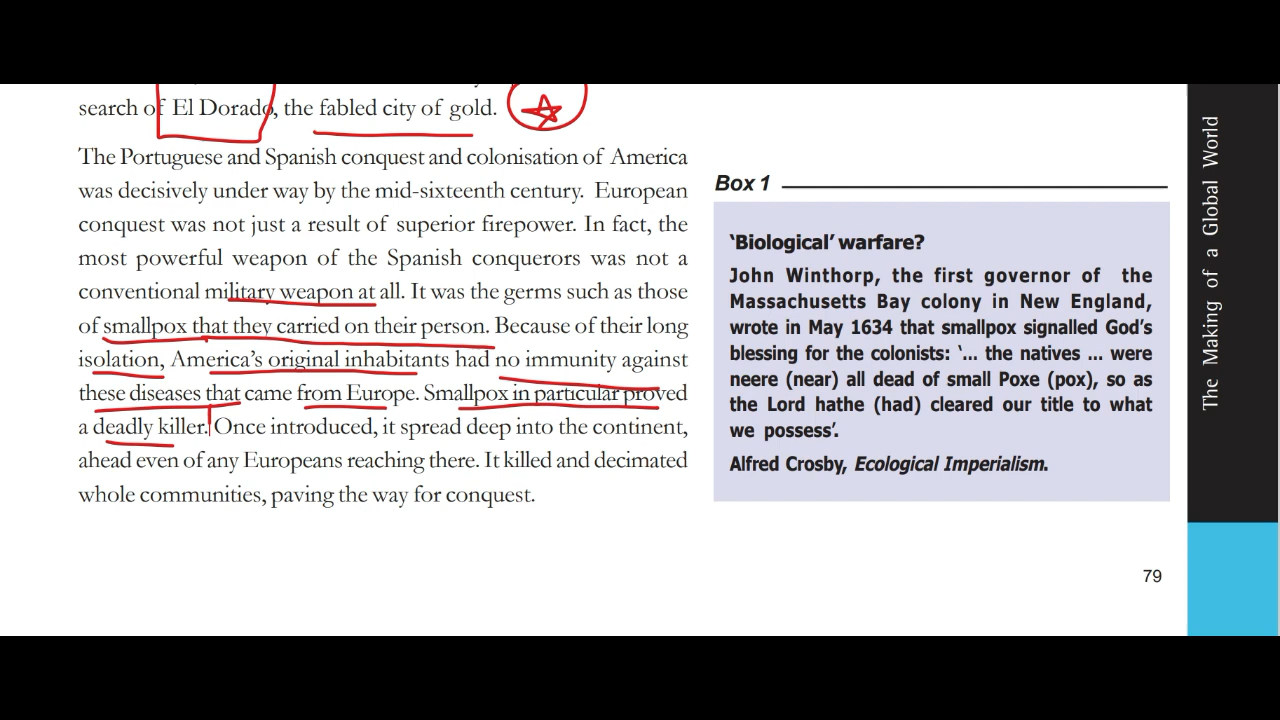 search of El Dorado, the fabled city of gold.
The Portuguese and Spanish conquest and colonisation of America
was decisively under way by the mid-sixteenth century. European
conquest was not just a result of superior firepower. In fact, the
most powerful weapon of the Spanish conquerors was not a
conventional military weapon at all. It was the germs such as those
of smallpox that they carried on their person. Because of their long
isolation, America's original inhabitants had no immunity against
these diseases that came from Europe. Smallpox in particular proved
a deadly killer. Once introduced, it spread deep into the continent,
ahead even of any Europeans reaching there. It killed and decimated
whole communities, paving the way for conquest.
Box 1
‘Biological’ warfare?
John Winthorp, the first governor of the
Massachusetts Bay colony in New England,
wrote in May 1634 that smallpox signalled God's
blessing for the colonists: ‘... the natives ... were
neere (near) all dead of small Poxe (pox), so as
the Lord hathe (had) cleared our title to what
we possess’.
Alfred Crosby, Ecological Imperialism.
79
The Making of a Global World